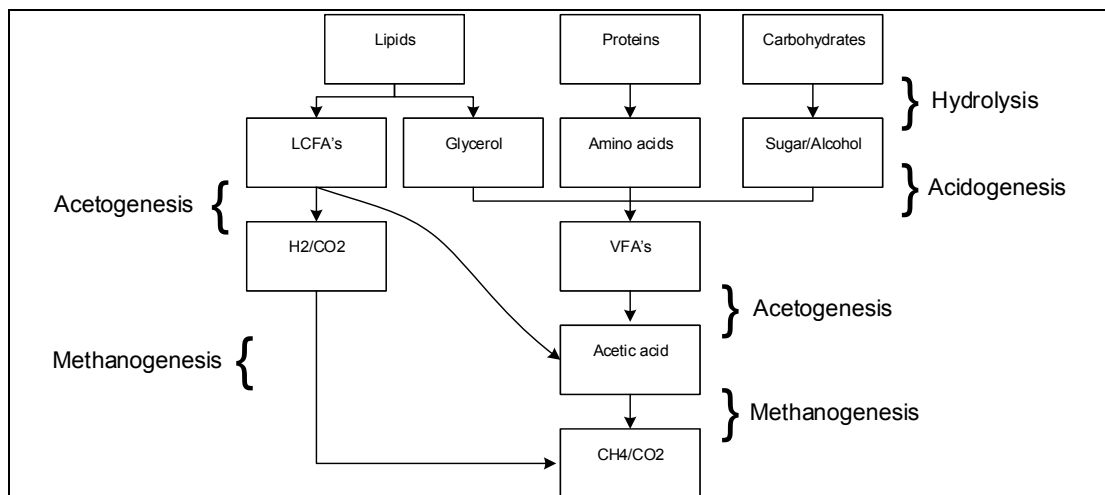 Lipids
Proteins
Carbohydrates
Hydrolysis
LCFA's
Glycerol
Amino acids
Sugar/Alcohol
Acidogenesis
Acetogenesis
H2/CO2
VFA's
Acetogenesis
Acetic acid
Methanogenesis
Methanogenesis
CH4/CO2